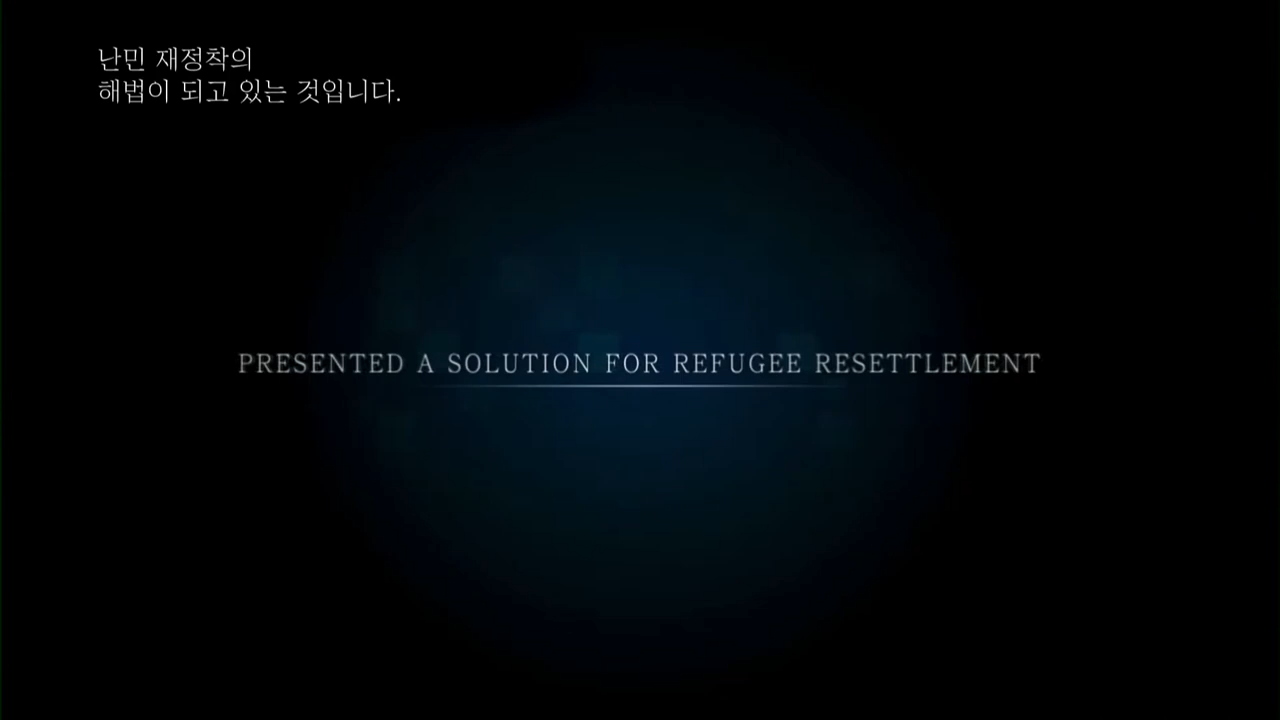 난민 재정착의
해법이 되고 있는 것입니다.
PRESENTED A SOLUTION FOR REFUGEE RESETTLEMENT